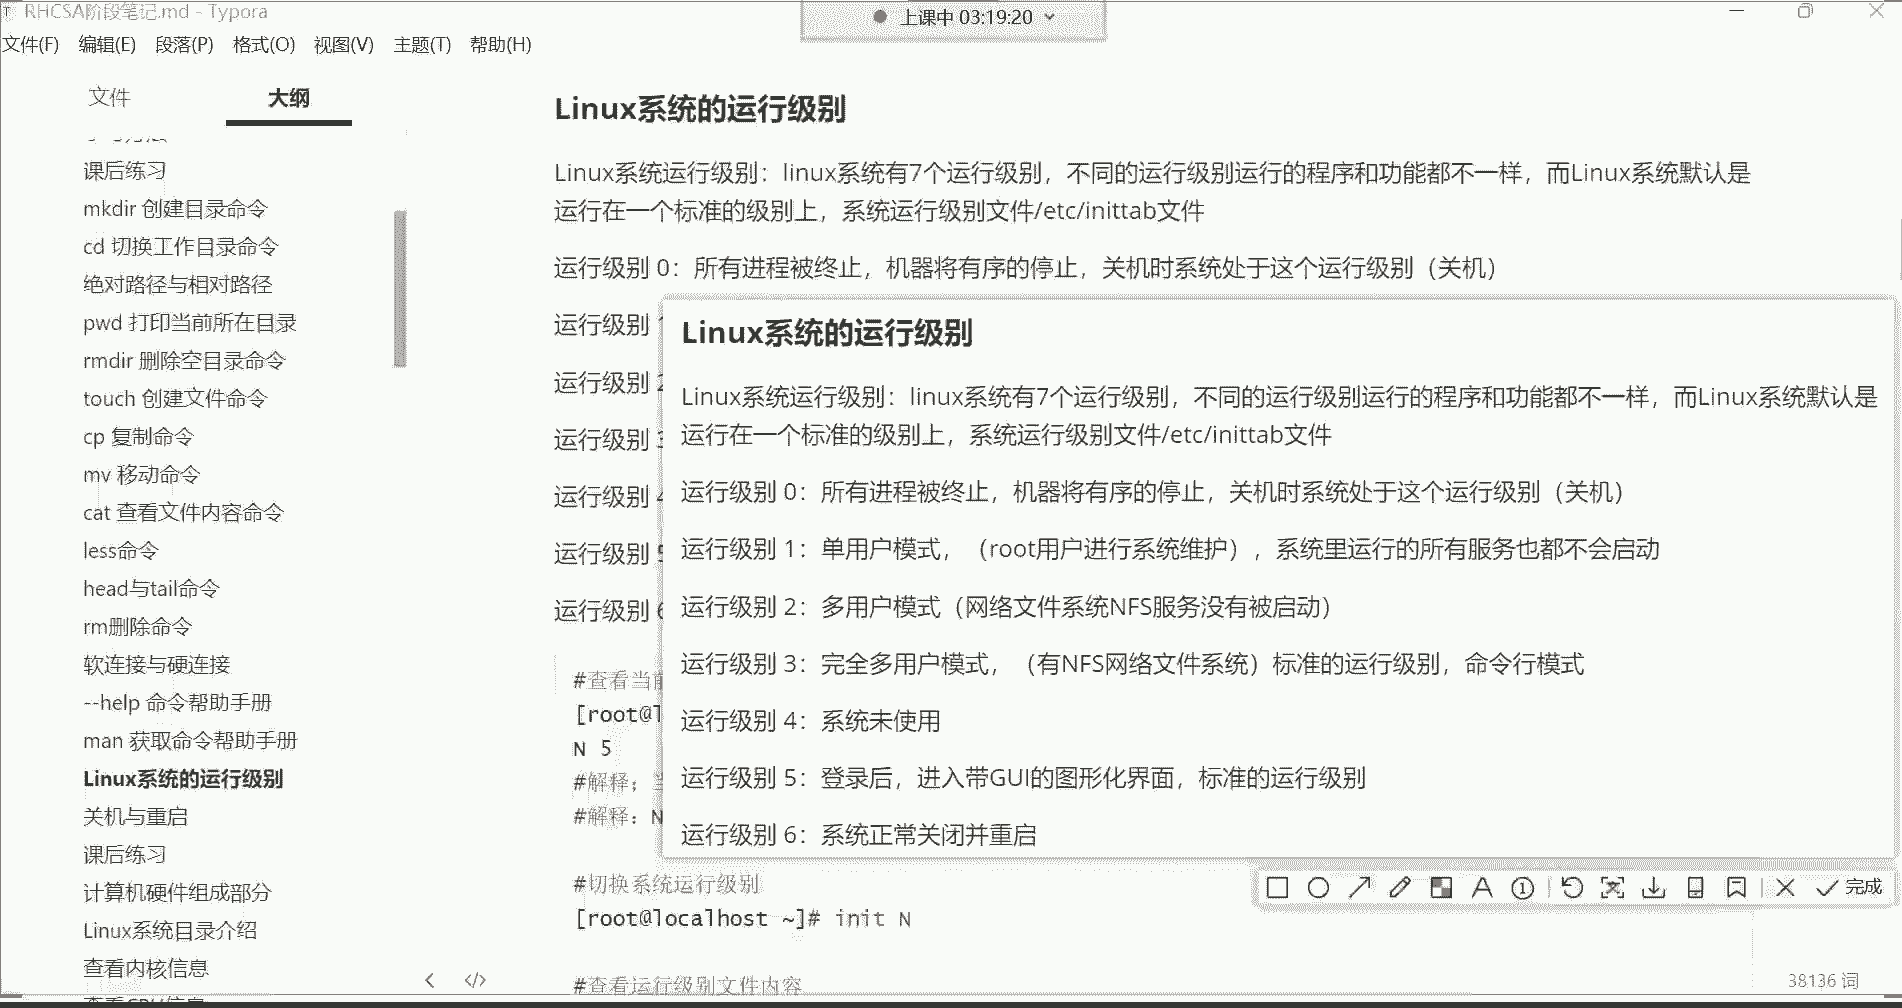 RHCSA阶段笔记.md - Typora
上课中 03:19:20
文件(F) 编辑(E) 段落(P) 格式(O) 视图(V) 主题(T) 帮助(H)
文件
大纲
课后练习
mkdir 创建目录命令
cd 切换工作目录命令
绝对路径与相对路径
pwd 打印当前所在目录
rmdir 删除空目录命令
touch 创建文件命令
cp 复制命令
mv 移动命令
cat 查看文件内容命令
less命令
head与tail命令
rm删除命令
软连接与硬连接
--help 命令帮助手册
man 获取命令帮助手册
Linux系统的运行级别
关机与重启
课后练习
计算机硬件组成部分
Linux系统目录介绍
查看内核信息
Linux系统的运行级别
Linux系统运行级别：linux系统有7个运行级别，不同的运行级别运行的程序和功能都不一样，而Linux系统默认是
运行在一个标准的级别上，系统运行级别文件/etc/inittab文件
运行级别 0：所有进程被终止，机器将有序的停止，关机时系统处于这个运行级别（关机）
运行级别
运行级别 2
运行级别 3
运行级别 4
运行级别 5
运行级别 6
#查看当前
[root@l
N 5
#解释；
#解释：N
#切换系统运行级别
[root@localhost ~]# init N
#查看运行级别文件内容
Linux系统的运行级别
Linux系统运行级别：linux系统有7个运行级别，不同的运行级别运行的程序和功能都不一样，而Linux系统默认是
运行在一个标准的级别上，系统运行级别文件/etc/inittab文件
运行级别 0：所有进程被终止，机器将有序的停止，关机时系统处于这个运行级别（关机）
运行级别 1：单用户模式，（root用户进行系统维护），系统里运行的所有服务也都不会启动
运行级别 2：多用户模式（网络文件系统NFS服务没有被启动）
运行级别 3：完全多用户模式，（有NFS网络文件系统）标准的运行级别，命令行模式
运行级别 4：系统未使用
运行级别 5：登录后，进入带GUI的图形化界面，标准的运行级别
运行级别 6：系统正常关闭并重启
完成
38136 词